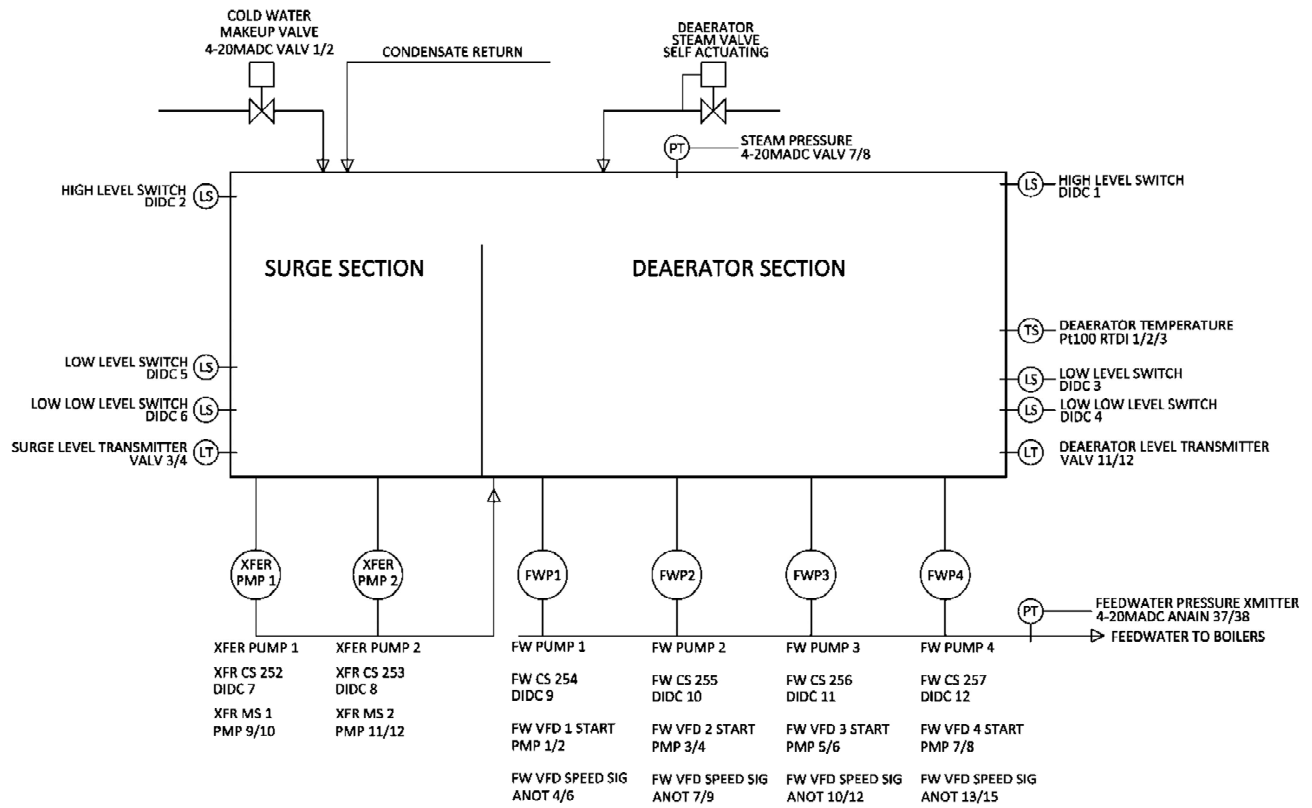 COLD WATER
MAKEUP VALVE
4-20MADC VALV 1/2
CONDENSATE RETURN
DEAERATOR
STEAM VALVE
SELF ACTUATING
PT
STEAM PRESSURE
4-20MADC VALV 7/8
HIGH LEVEL SWITCH
DIDC 2
LS
LS
HIGH LEVEL SWITCH
DIDC 1
SURGE SECTION
DEAERATOR SECTION
TS
DEAERATOR TEMPERATURE
Pt100 RTDI 1/2/3
LOW LEVEL SWITCH
DIDC 5
LS
LS
LOW LEVEL SWITCH
DIDC 3
LOW LOW LEVEL SWITCH
DIDC 6
LS
LS
LOW LOW LEVEL SWITCH
DIDC 4
SURGE LEVEL TRANSMITTER
VALV 3/4
LT
LT
DEAERATOR LEVEL TRANSMITTER
VALV 11/12
XFER
PMP 1
XFER
PMP 2
FWP1
FWP2
FWP3
FWP4
PT
FEEDWATER PRESSURE XMITTER
4-20MADC ANAIN 37/38
FEEDWATER TO BOILERS
XFER PUMP 1
XFR CS 252
DIDC 7
XFR MS 1
PMP 9/10
XFER PUMP 2
XFR CS 253
DIDC 8
XFR MS 2
PMP 11/12
FW PUMP 1
FW CS 254
DIDC 9
FW VFD 1 START
PMP 1/2
FW VFD SPEED SIG
ANOT 4/6
FW PUMP 2
FW CS 255
DIDC 10
FW VFD 2 START
PMP 3/4
FW VFD SPEED SIG
ANOT 7/9
FW PUMP 3
FW CS 256
DIDC 11
FW VFD 3 START
PMP 5/6
FW VFD SPEED SIG
ANOT 10/12
FW PUMP 4
FW CS 257
DIDC 12
FW VFD 4 START
PMP 7/8
FW VFD SPEED SIG
ANOT 13/15